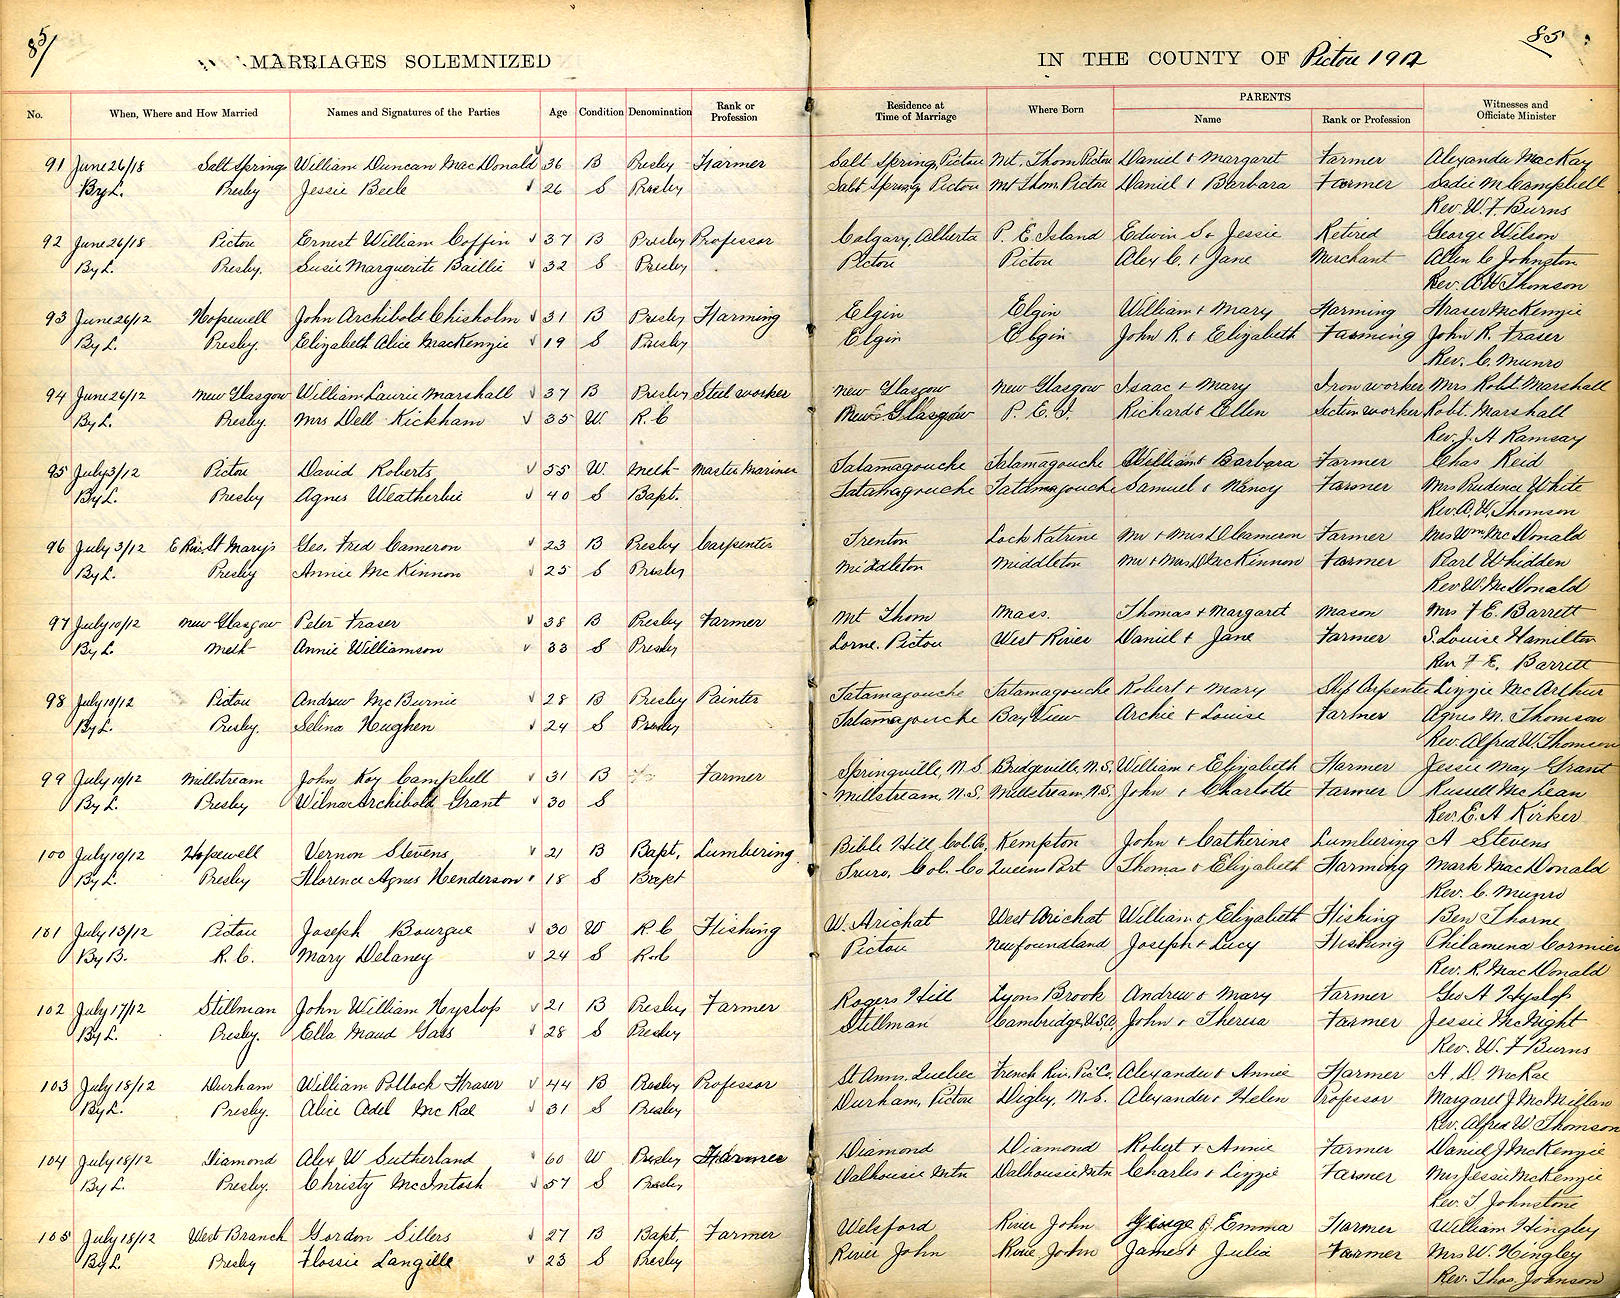 85/
MARRIAGES SOLEMNIZED
IN THE COUNTY OF Pictou 1912
85
No. When, Where and How Married Names and Signatures of the Parties Age Condition Denomination Rank or Profession Residence at Time of Marriage Where Born PARENTS Name Rank or Profession Witnesses and Officiate Minister
91 June 26/18 Salt Springs William Duncan MacDonald 36 B Presby Farmer Salt Spring, Pictou Mt. Thom Pictou Daniel + Margaret Farmer Alexander MacKay
By L. Presby Jessie Beele 26 S Presby Salt Spring Pictou Mt Thom Pictou Daniel + Barbara Farmer Sadie McCampbell
Rev. W. F. Burns
92 June 26/18 Pictou Ernest William Coffin 37 B Presby Professor Calgary, Alberta P. E. Island Edwin S. + Jessie Retired George Wilson
By L. Presby. Susie Marguerite Baillie 32 S Presby Pictou Pictou Alex C. + Jane Merchant Allen C Johnston
Rev. A W Thomson
93 June 26/12 Hopewell John Archibold Chisholm 31 B Presby Farming Elgin Elgin William + Mary Farming Fraser McKenzie
By L. Presby. Elizabeth Alice MacKenzie 19 S Presby Elgin Elgin John R. + Elizabeth Farming John R. Fraser
Rev. C. Munro
94 June 26/12 New Glasgow William Laurie Marshall 37 B Presby Steel worker New Glasgow New Glasgow Isaac + Mary Iron worker Mrs Robt Marshall
By L. Presby. Mrs Dell Kickham 35 W. R. C New Glasgow P. E. I. Richard + Ellen Section worker Robt. Marshall
Rev. J. A Ramsay
95 July 3/12 Pictou David Roberts 55 W. Meth Master Mariner Tatamagouche Tatamagouche William + Barbara Farmer Chas Reid
By L. Presby Agnes Weatherbie 40 S Bapt. Tatamagouche Tatamagouche Samuel + Nancy Farmer Mrs Prudence White
Rev. A. W. Thomson
96 July 3/12 E Riv. St Mary's Geo. Fred Cameron 23 B Presby Carpenter Trenton Loch Katrine Mr + Mrs D Cameron Farmer Mrs Wm McDonald
By L. Presby Annie McKinnon 25 S Presby Middleton Middleton Mr + Mrs D McKinnon Farmer Pearl Whidden
Rev W. McDonald
97 July 10/12 New Glasgow Peter Fraser 38 B Presby Farmer Mt Thom Mass. Thomas + Margaret Mason Mrs F. E. Barrett
By L. Meth Annie Williamson 33 S Presby Lorne. Pictou West River Daniel + Jane Farmer S. Louise Hamilton
Rev F. E. Barrett
98 July 10/12 Pictou Andrew McBurnie 28 B Presby Painter Tatamagouche Tatamagouche Robert + Mary Ship Carpenter Lizzie McArthur
By L. Presby. Selina Hughen 24 S Presby Tatamagouche Bay View Archie + Louise Farmer Agnes M. Thomson
Rev. Alfred W. Thomson
99 July 10/12 Millstream John Roy Campbell 31 B Farmer Springville, N.S. Bridgeville, N.S. William + Elizabeth Farmer Jessie May Grant
By L. Presby Wilna Archibold Grant 30 S Millstream, N.S. Millstream, N.S. John + Charlotte Farmer Russell McLean
Rev. E. A Kirker
100 July 10/12 Hopewell Vernon Stevens 21 B Bapt. Lumbering Bible Hill, Col. Co. Kempton John + Catherine Lumbering A Stevens
By L. Presby Florence Agnes Henderson 18 S Bapt Truro, Col. Co Queens Port Thomas + Elizabeth Farming Mark MacDonald
Rev. C. Munro
101 July 13/12 Pictou Joseph Bourgue 30 W R C Fishing W. Arichat West Arichat William + Elizabeth Fishing Ben Thorne
By B. R. C. Mary Delaney 24 S R.C Pictou Newfoundland Joseph + Lucy Fishing Philamena Cormier
Rev. R. MacDonald
102 July 17/12 Stillman John William Hyslop 21 B Presby Farmer Rogers Hill Lyons Brook Andrew + Mary Farmer Geo A Hyslop
By L. Presby. Ella Maud Gass 28 S Presby Stillman Cambridge, U.S.A. John + Theresa Farmer Jessie McNight
Rev. W. F Burns
103 July 18/12 Durham William Pollock Fraser 44 B Presby Professor St Anns. Quebec French Riv. Pic Co. Alexander + Annie Farmer A. D. McRae
By L. Presby. Alice Adel McRae 31 S Presby Durham, Pictou Digby, N.S. Alexander + Helen Professor Margaret J McMillan
Rev. Alfred W Thomson
104 July 18/12 Diamond Alex W Sutherland 60 W Presby Farmer Diamond Diamond Robert + Annie Farmer Daniel J McKenzie
By L. Presby. Christy McIntosh 57 S Presby Dalhousie Mtn Dalhousie Mtn Charles + Lizzie Farmer Mrs Jessie McKenzie
Rev. T Johnstone
105 July 18/12 West Branch Gordon Sillers 27 B Bapt. Farmer Welsford River John George + Emma Farmer William Hingley
By L. Presby Flossie Langille 23 S Presby River John River John James + Julia Farmer Mrs W. Hingley
Rev. Thos. Johnson